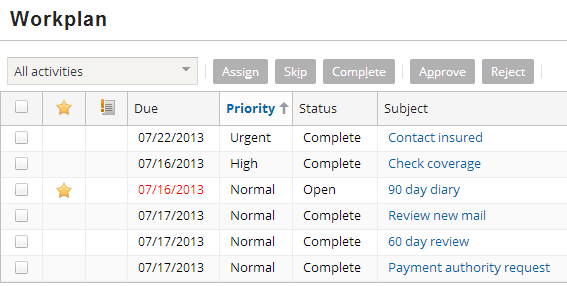 Workplan
All activities Assign Skip Complete Approve Reject
Due Priority Status Subject
07/22/2013 Urgent Complete Contact insured
07/16/2013 High Complete Check coverage
07/16/2013 Normal Open 90 day diary
07/17/2013 Normal Complete Review new mail
07/17/2013 Normal Complete 60 day review
07/17/2013 Normal Complete Payment authority request